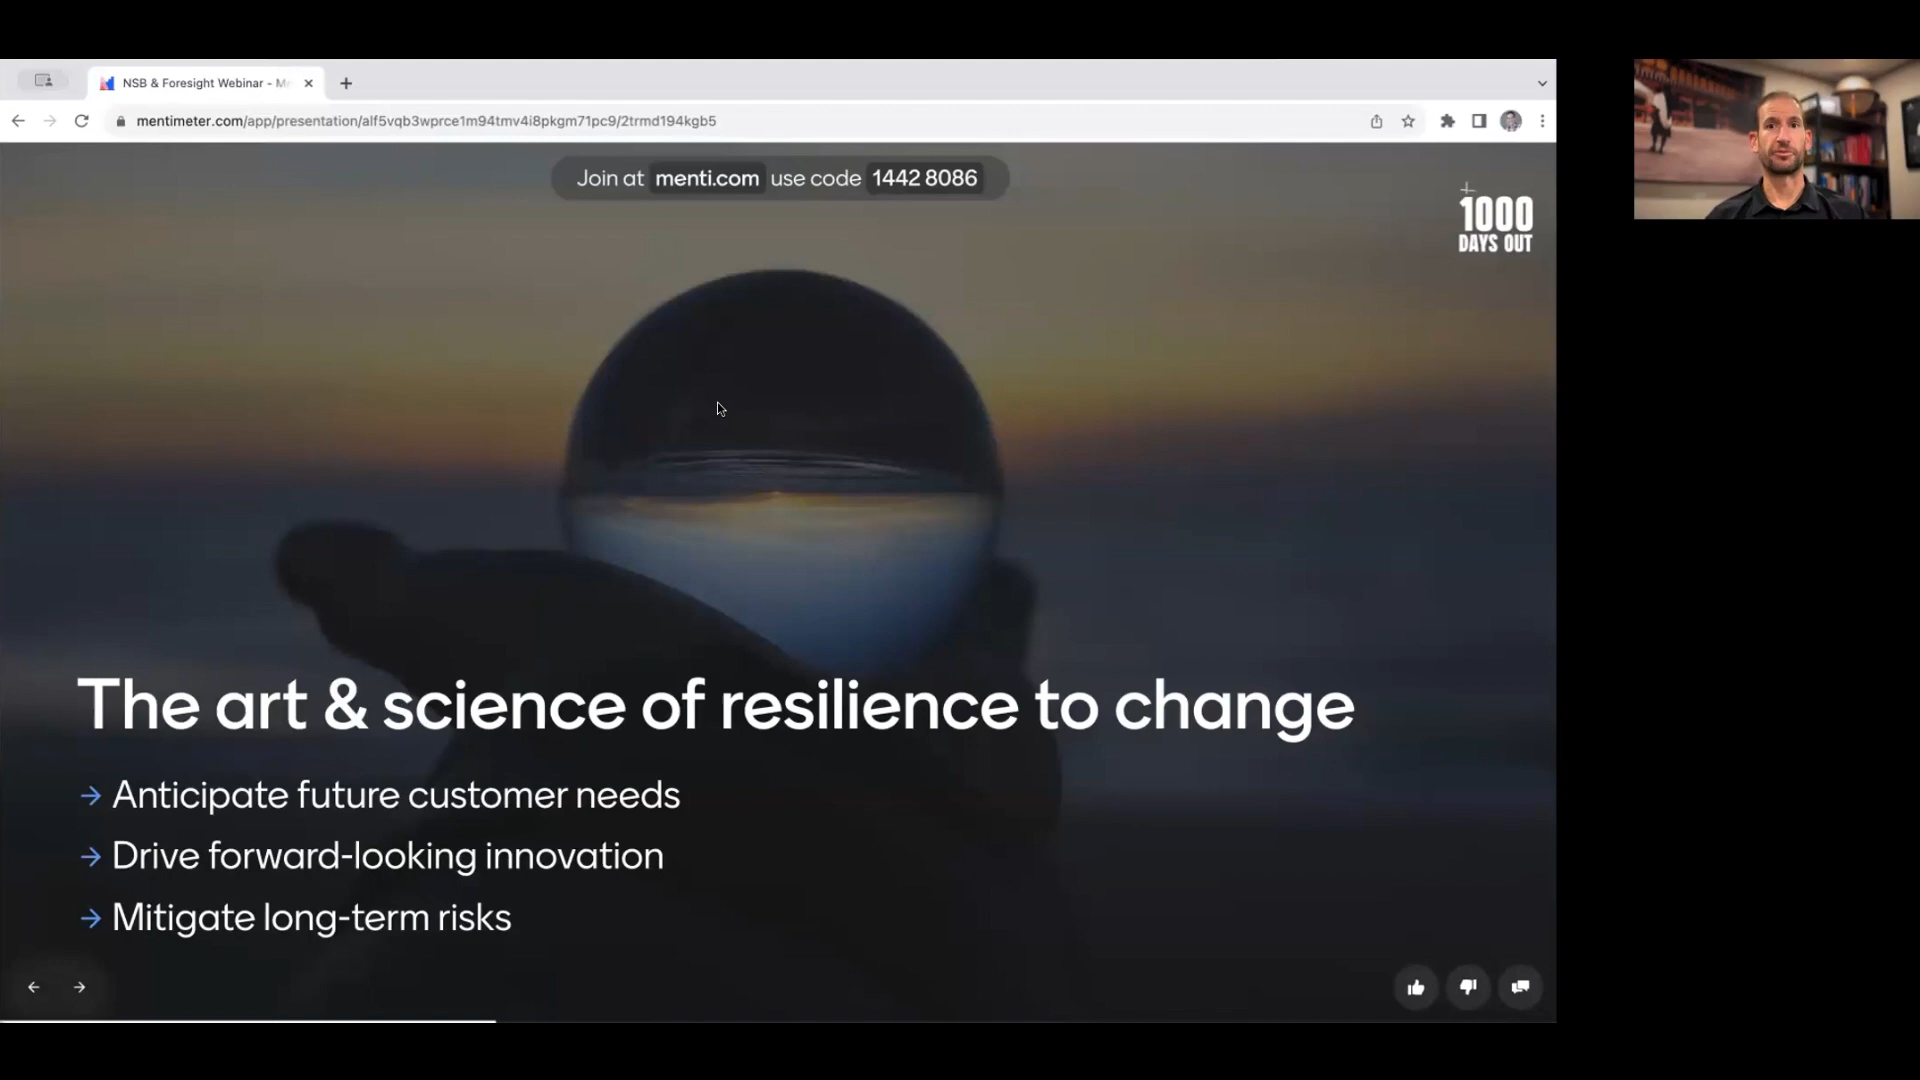 NSB & Foresight Webinar - M
mentimeter.com/app/presentation/alf5vqb3wprce1m94tmv4i8pkgm71pc9/2trmd194kgb5
Join at menti.com use code 1442 8086
1000
DAYS OUT
The art & science of resilience to change
→ Anticipate future customer needs
→ Drive forward-looking innovation
→ Mitigate long-term risks